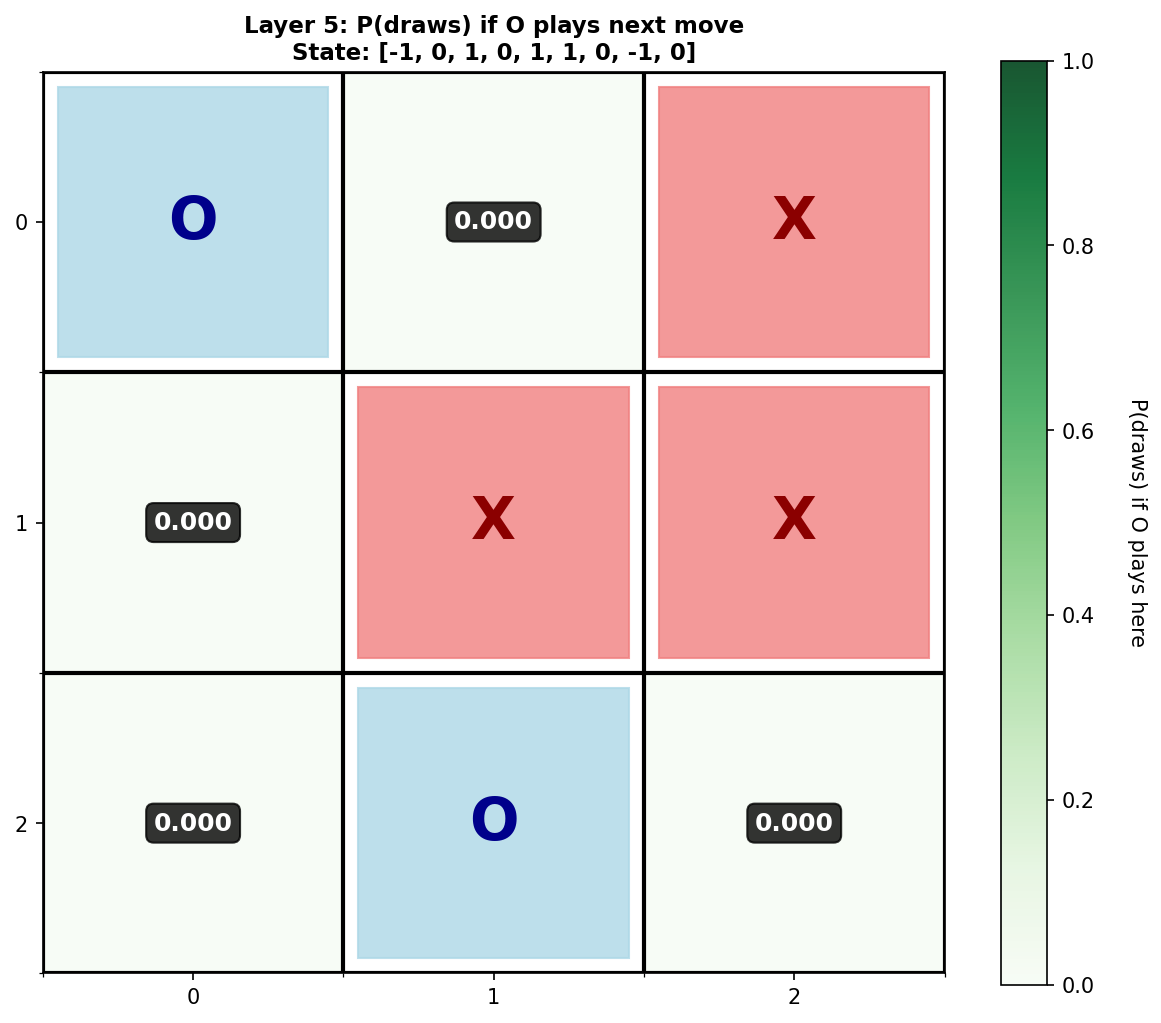 Layer 5: P(draws) if O plays next move
State: [-1, 0, 1, 0, 1, 1, 0, -1, 0]
0
O
0.000
X
1
0.000
X
X
2
0.000
O
0.000
0
1
2
1.0
0.8
0.6
0.4
0.2
0.0
P(draws) if O plays here